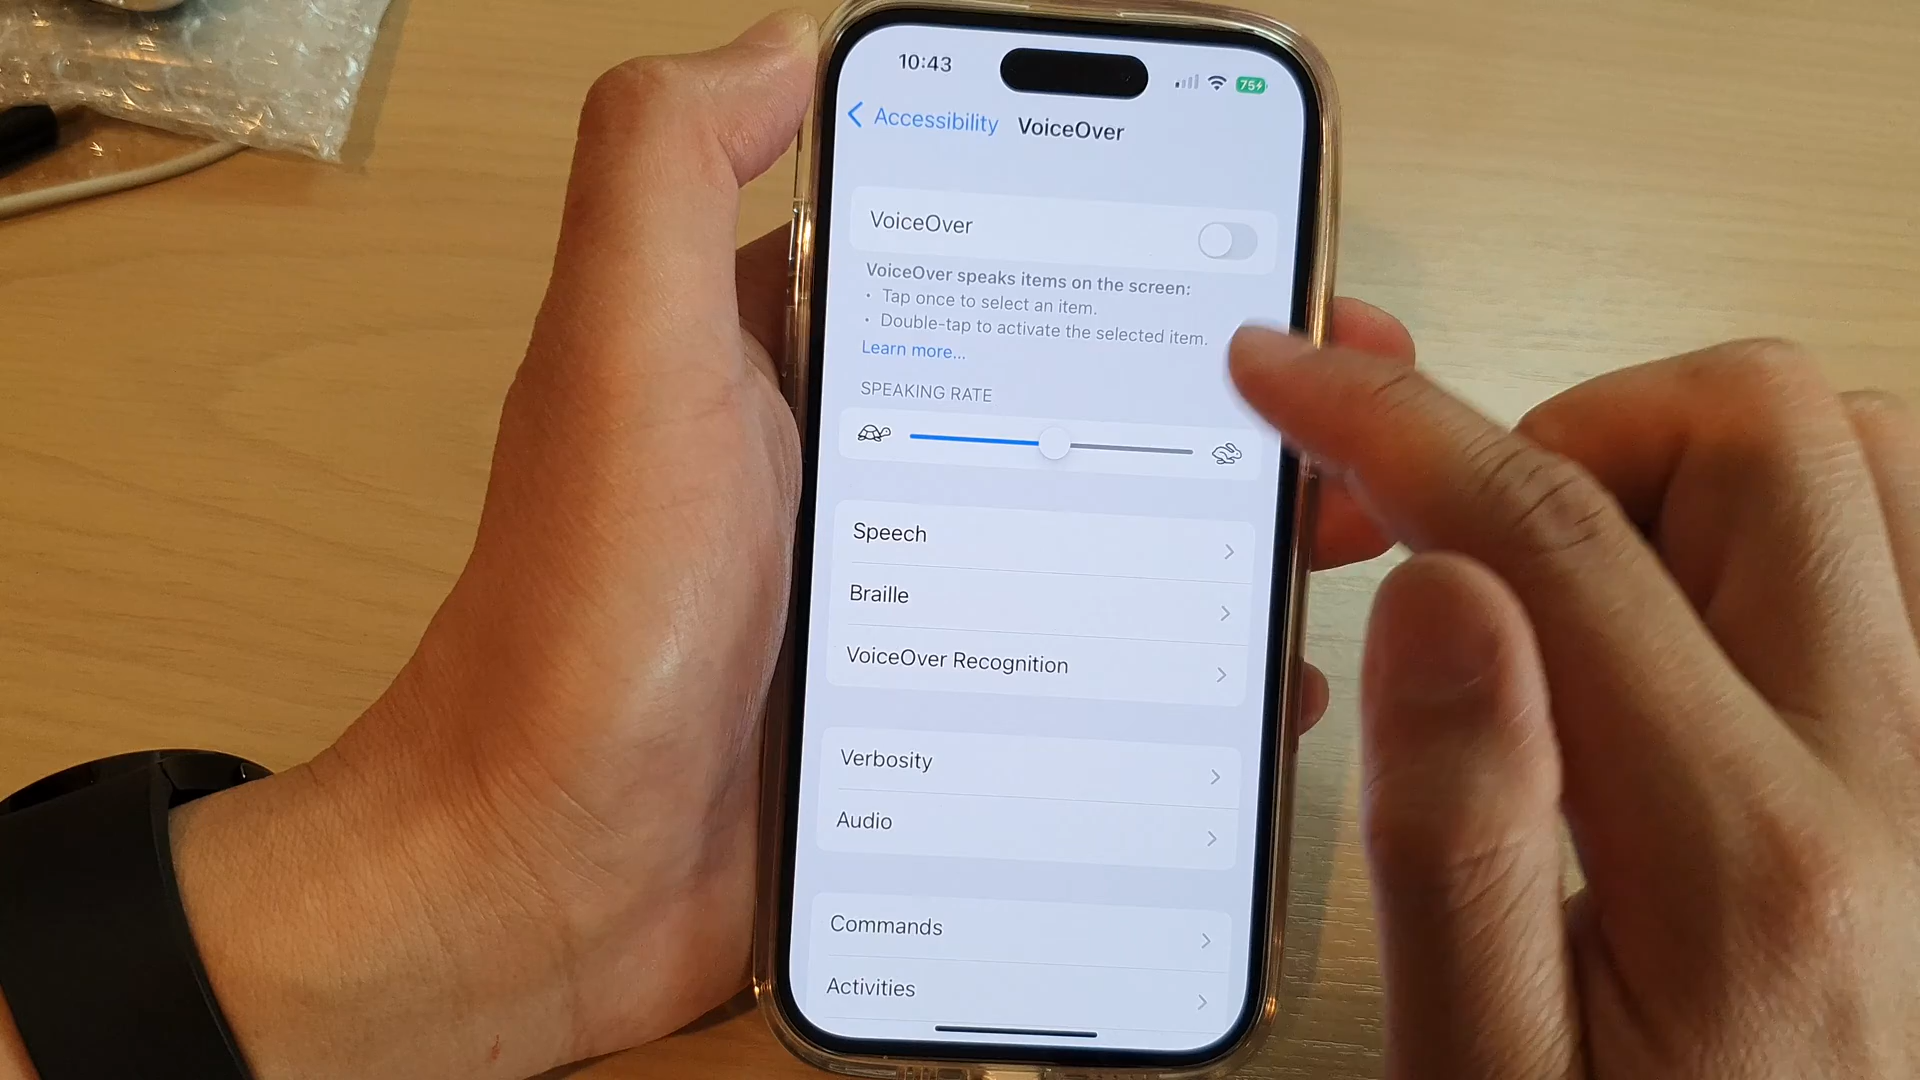 10:43
75
Accessibility VoiceOver
VoiceOver
VoiceOver speaks items on the screen:
• Tap once to select an item.
• Double-tap to activate the selected item.
Learn more...
SPEAKING RATE
Speech
Braille
VoiceOver Recognition
Verbosity
Audio
Commands
Activities